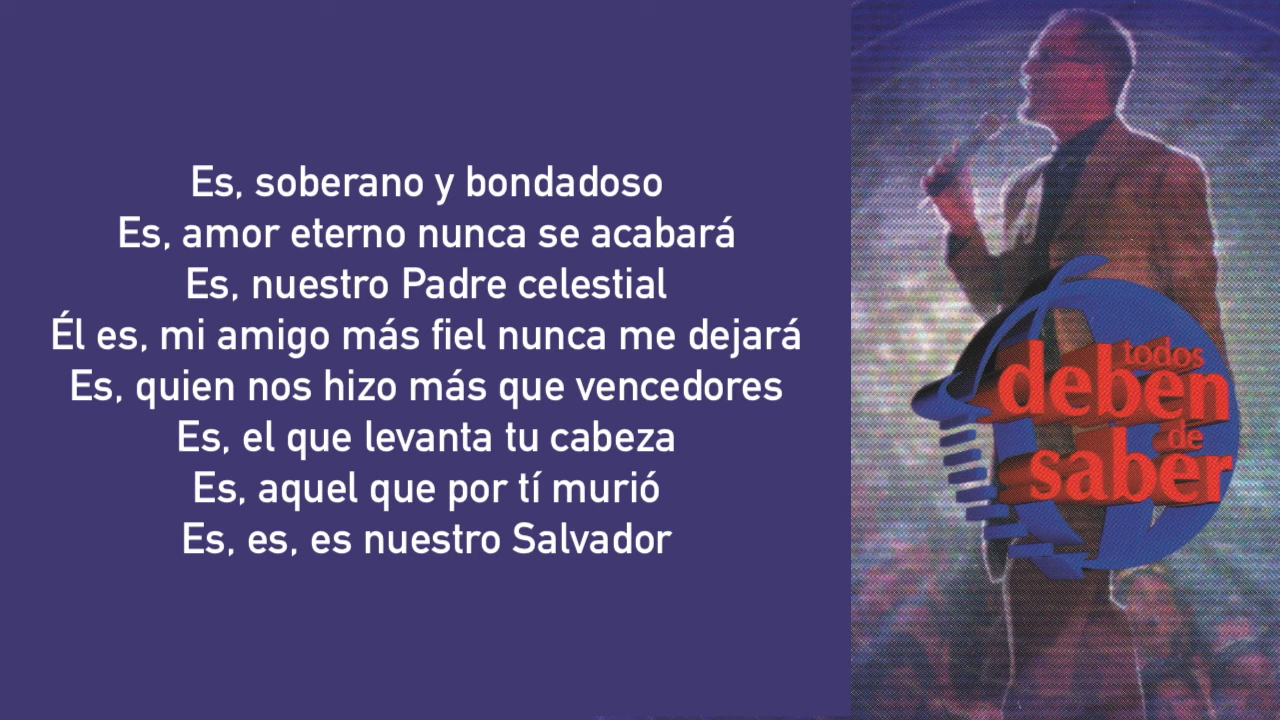 Es, soberano y bondadoso
Es, amor eterno nunca se acabará
Es, nuestro Padre celestial
Él es, mi amigo más fiel nunca me dejará
Es, quien nos hizo más que vencedores
Es, el que levanta tu cabeza
Es, aquel que por tí murió
Es, es, es nuestro Salvador
todos
deben
de
saber